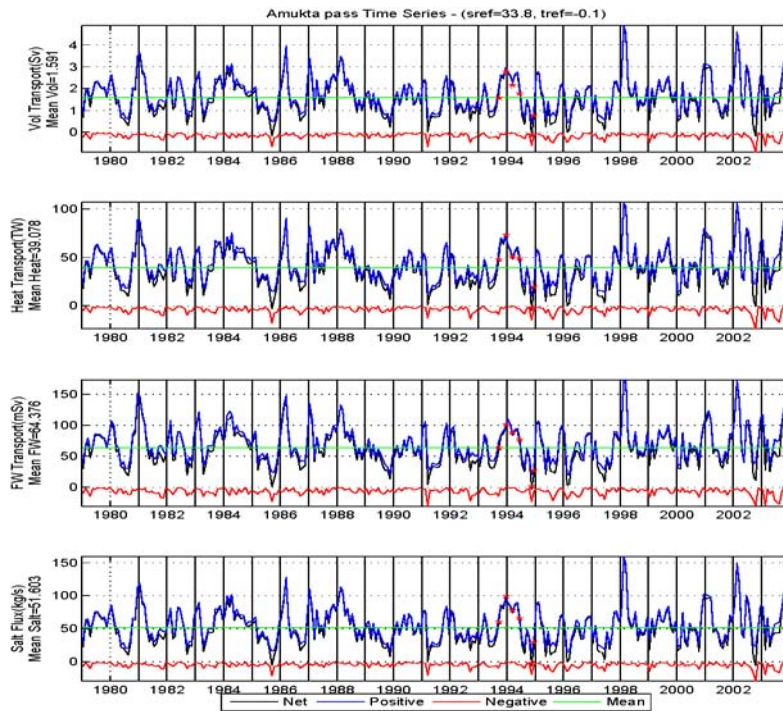 Amukta pass Time Series - (sref=33.8, tref=-0.1)
Vol Transport(Sv)
Mean Vol=1.591
4
3
2
1
0
1980 1982 1984 1986 1988 1990 1992 1994 1996 1998 2000 2002
Heat Transport(TW)
Mean Heat=39.078
100
50
0
1980 1982 1984 1986 1988 1990 1992 1994 1996 1998 2000 2002
FW Transport(mSv)
Mean FW=64.376
150
100
50
0
1980 1982 1984 1986 1988 1990 1992 1994 1996 1998 2000 2002
Salt Flux(kg/s)
Mean Salt=51.603
150
100
50
0
1980 1982 1984 1986 1988 1990 1992 1994 1996 1998 2000 2002
Net Positive Negative Mean